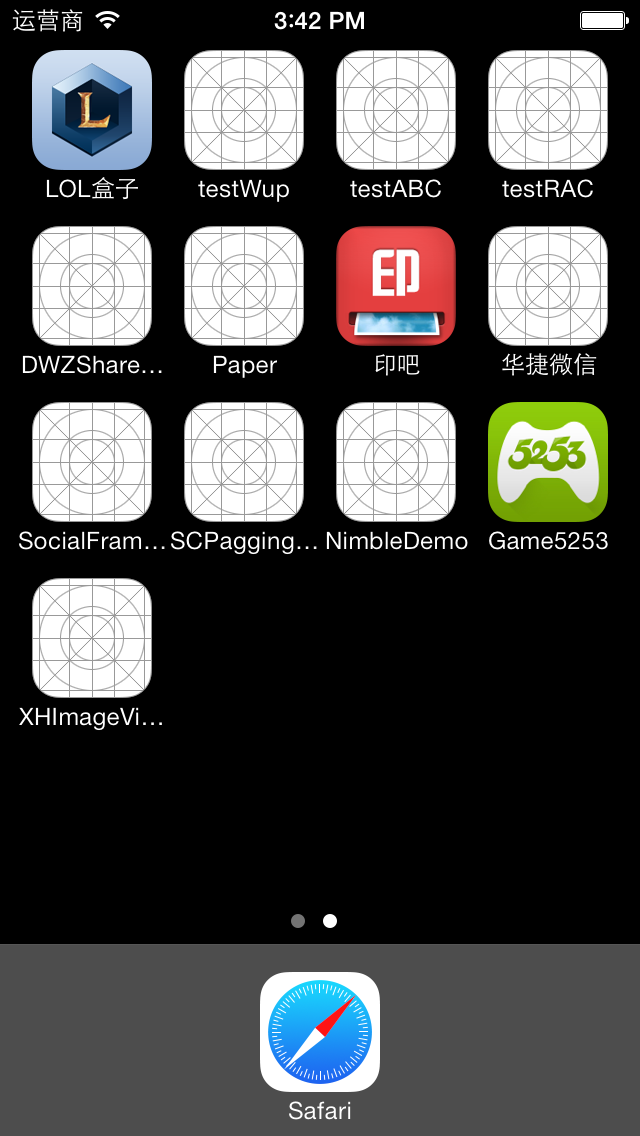 运营商 3:42 PM
L
LOL盒子 testWup testABC testRAC
印
DWZShare... Paper 印吧 华捷微信
5253
SocialFram... SCPagging... NimbleDemo Game5253
XHImageVi...
Safari